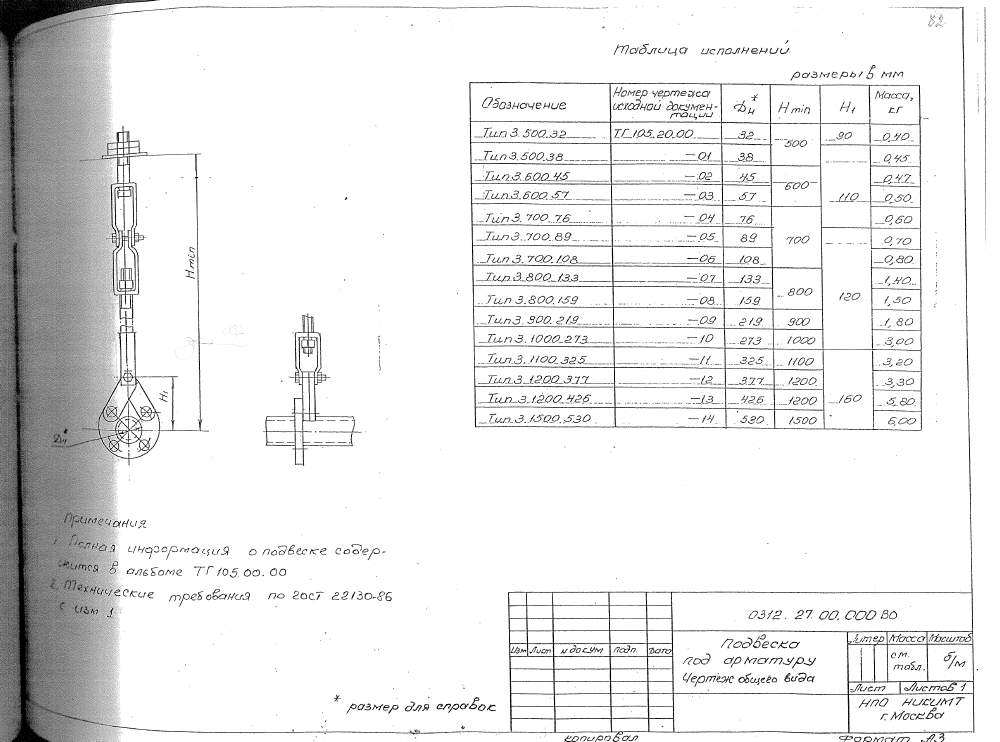 82
Таблица исполнений
размеры в мм
Обозначение | Номер чертежа исходной документации | Дн* | Hmin | H1 | Масса, кг
Тип 3.500.32 | ТГ 105.20.00 | 32 | 500 | 90 | 0,40
Тип 3.500.38 | —01 | 38 | 0,45
Тип 3.600.45 | —02 | 45 | 600 | 110 | 0,47
Тип 3.600.57 | —03 | 57 | 0,50
Тип 3.700.76 | —04 | 76 | 700 | 0,60
Тип 3.700.89 | —05 | 89 | 120 | 0,70
Тип 3.700.108 | —06 | 108 | 0,80
Тип 3.800.133 | —07 | 133 | 800 | 1,40
Тип 3.800.159 | —08 | 159 | 1,50
Тип 3.900.219 | —09 | 219 | 900 | 1,80
Тип 3.1000.273 | —10 | 273 | 1000 | 3,00
Тип 3.1100.325 | —11 | 325 | 1100 | 160 | 3,20
Тип 3.1200.377 | —12 | 377 | 1200 | 3,30
Тип 3.1200.426 | —13 | 426 | 1200 | 5,80
Тип 3.1500.530 | —14 | 530 | 1500 | 6,00
Hmin
H1
Дн*
Примечания
1. Полная информация о подвеске содер-
жится в альбоме ТГ 105.00.00
2. Технические требования по гост 22130-86
с изм 1
* размер для справок
0312.27.00.000 ВО
Изм Лист N докум Подп. Дата
Подвеска
под арматуру
Чертеж общего вида
Литер Масса Масштаб
см. табл. б/м
Лист Листов 1
НПО НИКИМТ
г. Москва
Копировал
Формат А3